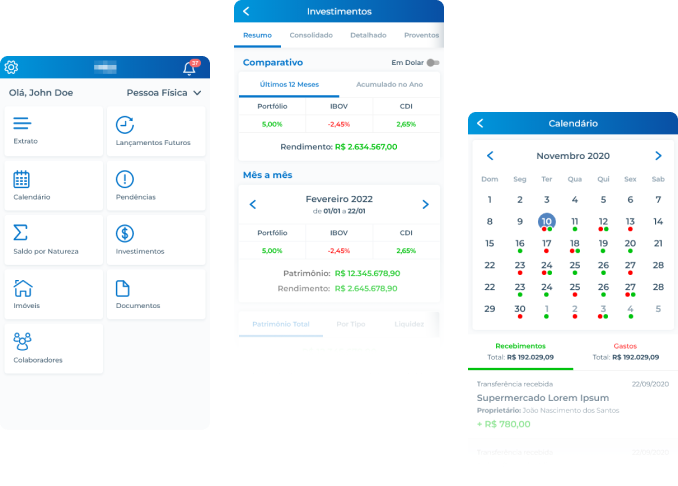 37
Olá, John Doe
Pessoa Física
Extrato
Lançamentos Futuros
Calendário
Pendências
Saldo por Natureza
Investimentos
Imóveis
Documentos
Colaboradores
Investimentos
Resumo Consolidado Detalhado Proventos
Comparativo
Em Dolar
Últimos 12 Meses Acumulado no Ano
Portfólio IBOV CDI
5,00% -2,45% 2,65%
Rendimento: R$ 2.634.567,00
Mês a mês
Fevereiro 2022
de 01/01 a 22/01
Portfólio IBOV CDI
5,00% -2,45% 2,65%
Patrimônio: R$ 12.345.678,90
Rendimento: R$ 2.645.678,90
Patrimônio Total Por Tipo Liquidez
Calendário
Novembro 2020
Dom Seg Ter Qua Qui Sex Sab
1 2 3 4 5 6 7
8 9 10 11 12 13 14
15 16 17 18 19 20 21
22 23 24 25 26 27 28
22 23 24 25 26 27 28
29 30 1 2 3 4 5
Recebimentos Gastos
Total: R$ 192.029,09 Total: R$ 192.029,09
Transferência recebida 22/09/2020
Supermercado Lorem Ipsum
Proprietário: João Nascimento dos Santos
+ R$ 780,00
Transferência recebida 22/09/2020